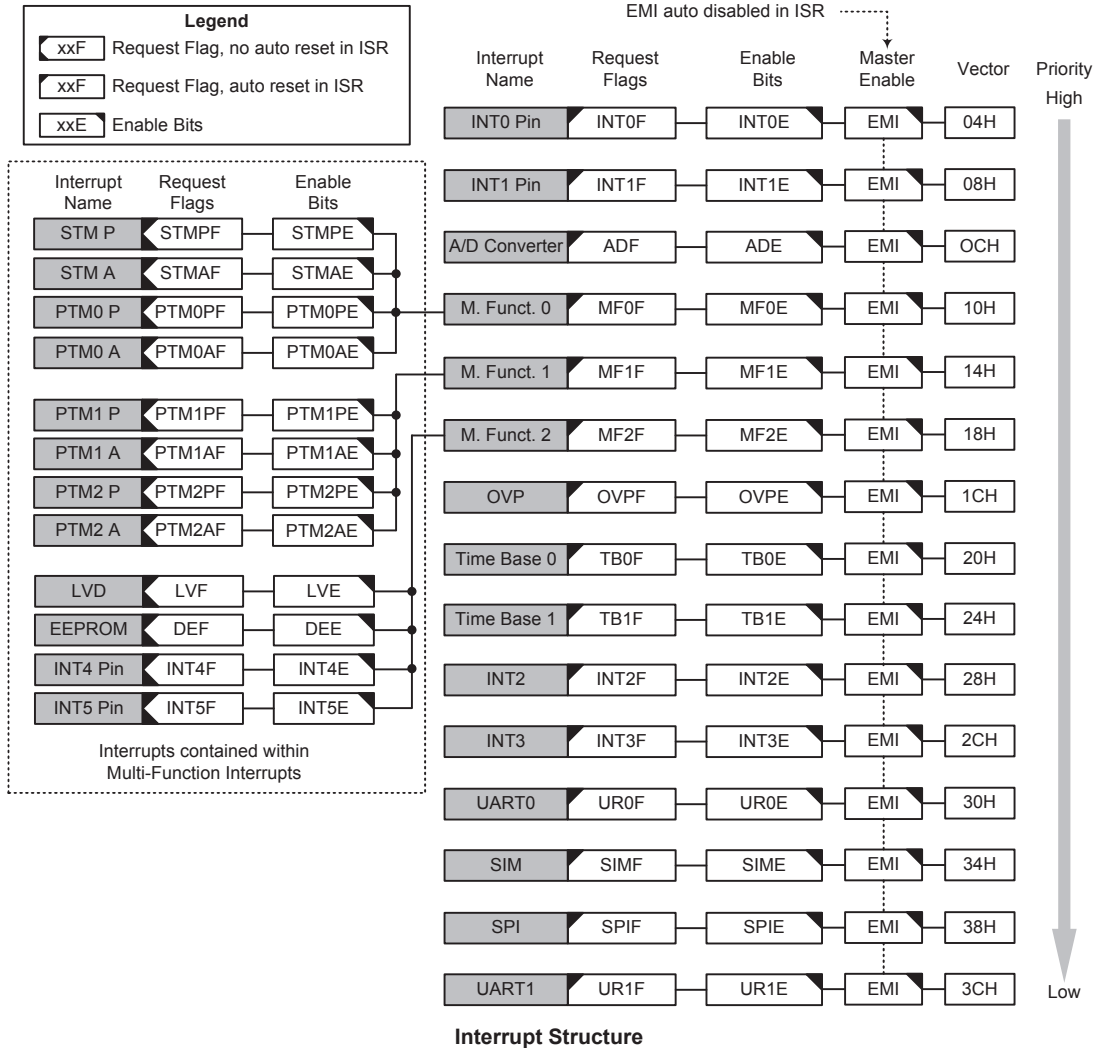 Legend
xxF Request Flag, no auto reset in ISR
xxF Request Flag, auto reset in ISR
xxE Enable Bits
EMI auto disabled in ISR
Interrupt Name Request Flags Enable Bits Master Enable Vector Priority
High
INT0 Pin INT0F INT0E EMI 04H
INT1 Pin INT1F INT1E EMI 08H
A/D Converter ADF ADE EMI OCH
M. Funct. 0 MF0F MF0E EMI 10H
M. Funct. 1 MF1F MF1E EMI 14H
M. Funct. 2 MF2F MF2E EMI 18H
OVP OVPF OVPE EMI 1CH
Time Base 0 TB0F TB0E EMI 20H
Time Base 1 TB1F TB1E EMI 24H
INT2 INT2F INT2E EMI 28H
INT3 INT3F INT3E EMI 2CH
UART0 UR0F UR0E EMI 30H
SIM SIMF SIME EMI 34H
SPI SPIF SPIE EMI 38H
UART1 UR1F UR1E EMI 3CH
Low
Interrupt Name Request Flags Enable Bits
STM P STMPF STMPE
STM A STMAF STMAE
PTM0 P PTM0PF PTM0PE
PTM0 A PTM0AF PTM0AE
PTM1 P PTM1PF PTM1PE
PTM1 A PTM1AF PTM1AE
PTM2 P PTM2PF PTM2PE
PTM2 A PTM2AF PTM2AE
LVD LVF LVE
EEPROM DEF DEE
INT4 Pin INT4F INT4E
INT5 Pin INT5F INT5E
Interrupts contained within
Multi-Function Interrupts
Interrupt Structure